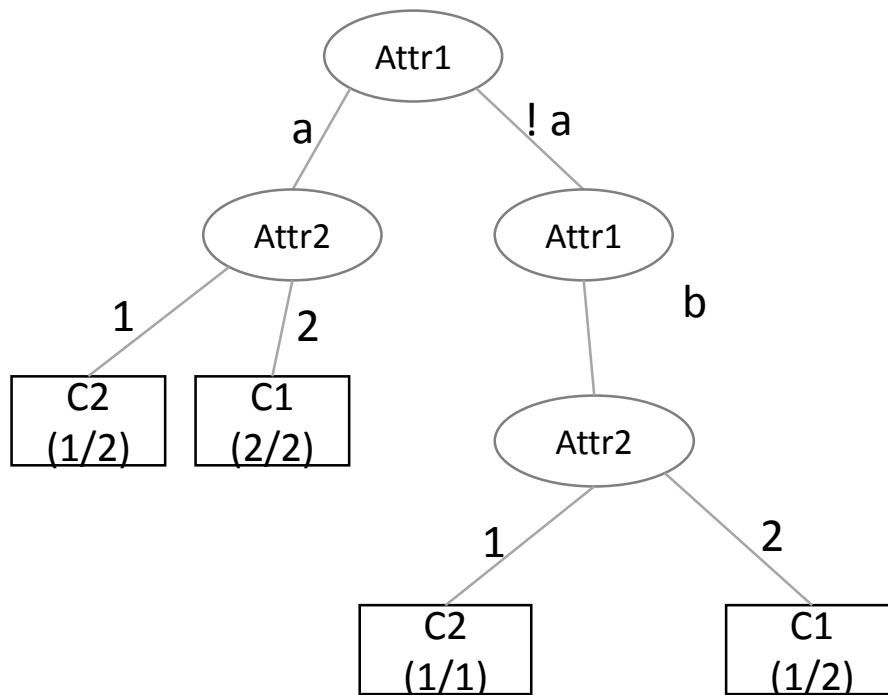 Attr1
a
! a
Attr2
Attr1
1
2
b
C2
(1/2)
C1
(2/2)
Attr2
1
2
C2
(1/1)
C1
(1/2)